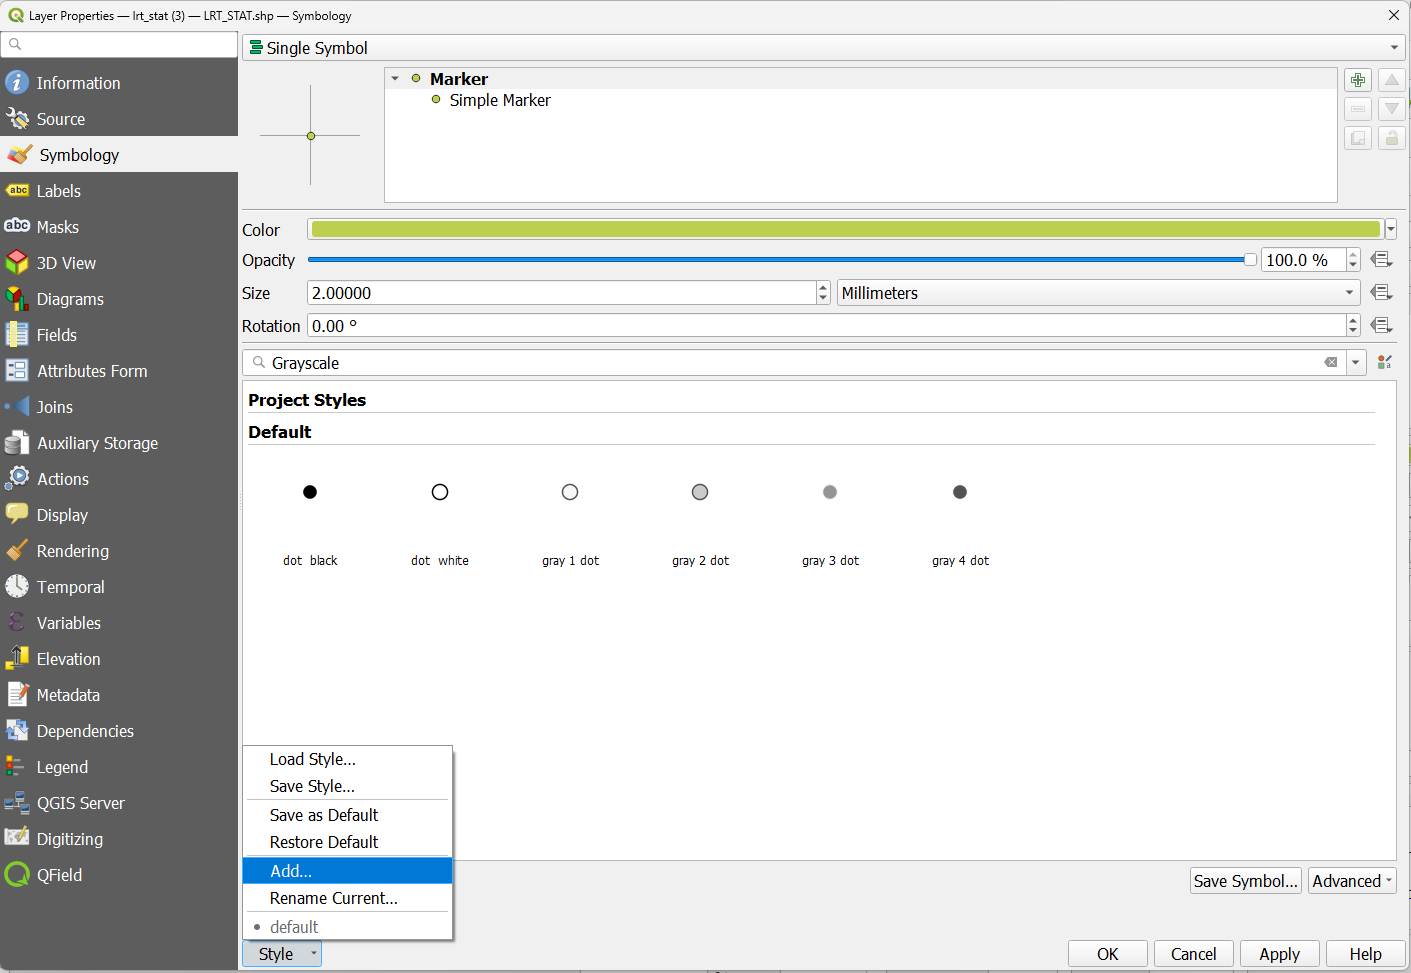 Layer Properties — lrt_stat (3) — LRT_STAT.shp — Symbology
Information
Source
Symbology
abc Labels
abc Masks
3D View
Diagrams
Fields
Attributes Form
Joins
Auxiliary Storage
Actions
Display
Rendering
Temporal
Variables
Elevation
Metadata
Dependencies
Legend
QGIS Server
Digitizing
QField
Single Symbol
Marker
Simple Marker
Color
Opacity 100.0 %
Size 2.00000 Millimeters
Rotation 0.00 °
Grayscale
Project Styles
Default
dot black dot white gray 1 dot gray 2 dot gray 3 dot gray 4 dot
Load Style...
Save Style...
Save as Default
Restore Default
Add...
Rename Current...
default
Save Symbol... Advanced
Style OK Cancel Apply Help